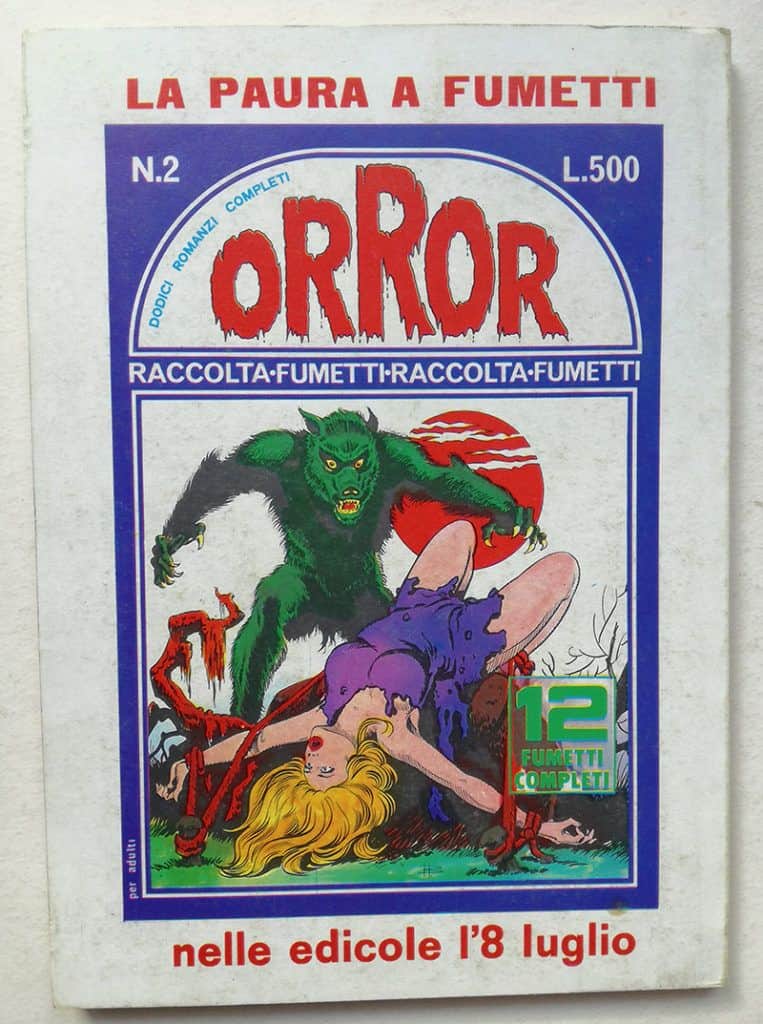 LA PAURA A FUMETTI
N.2
L.500
DODICI ROMANZI COMPLETI
ORROR
RACCOLTA•FUMETTI•RACCOLTA•FUMETTI
12
FUMETTI
COMPLETI
per adulti
nelle edicole l'8 luglio